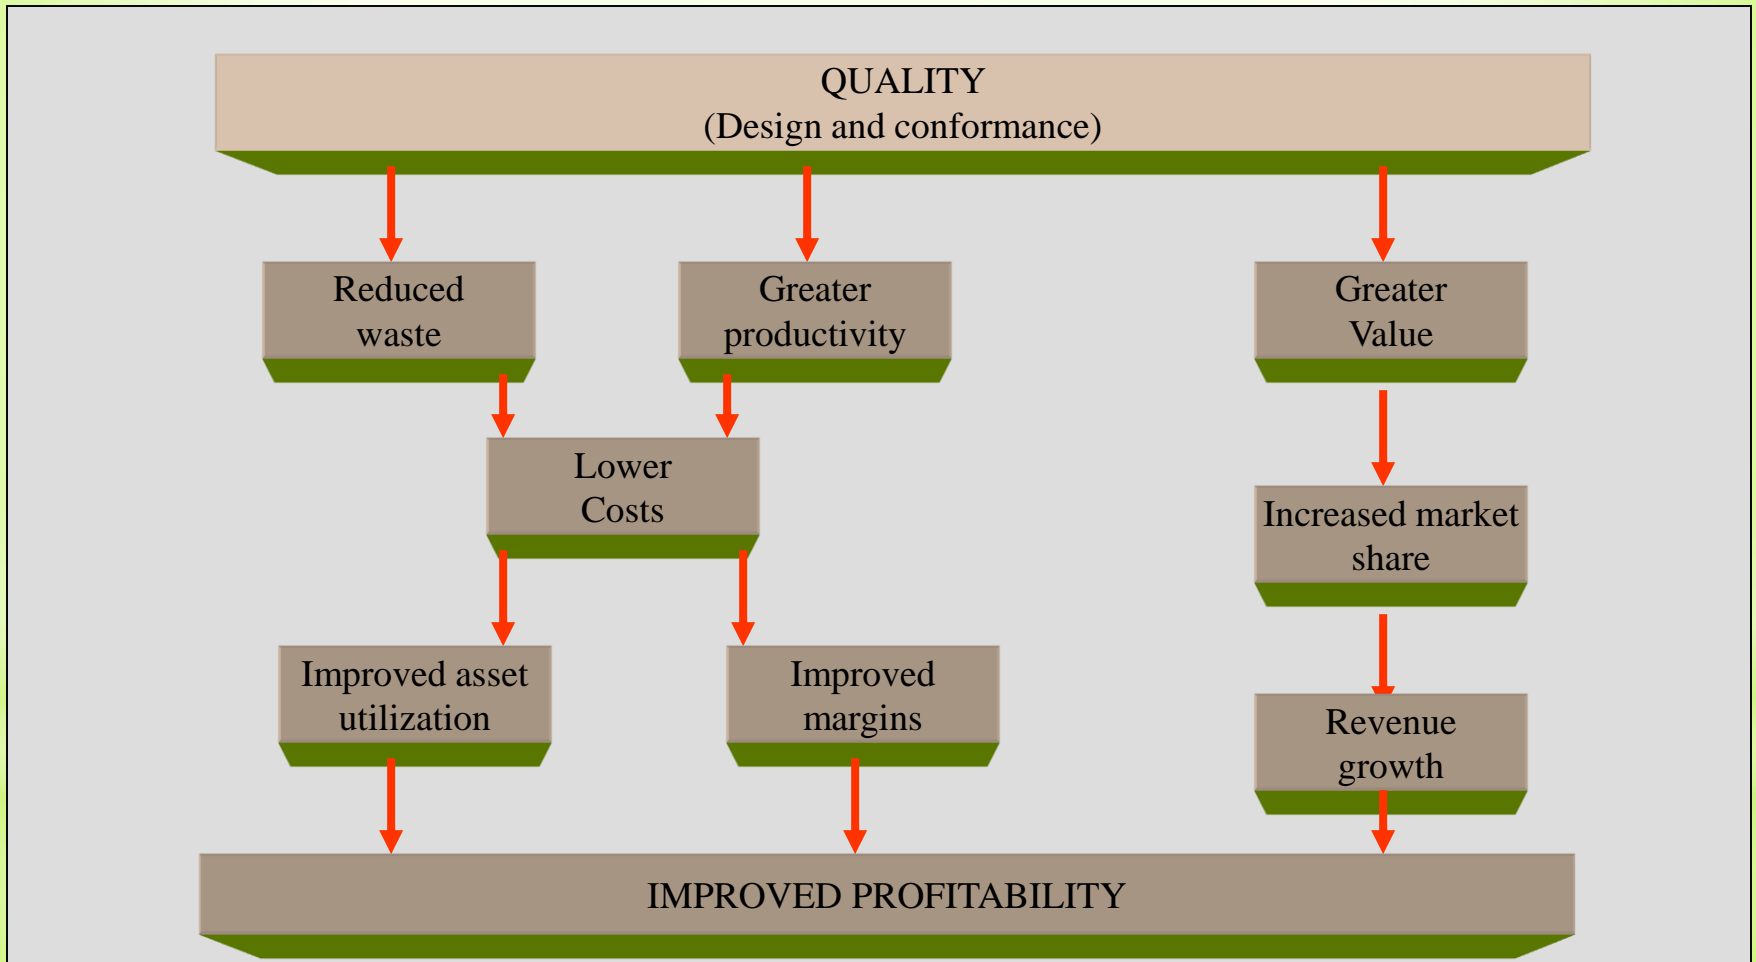 QUALITY
(Design and conformance)
Reduced
waste
Greater
productivity
Greater
Value
Lower
Costs
Increased market
share
Improved asset
utilization
Improved
margins
Revenue
growth
IMPROVED PROFITABILITY